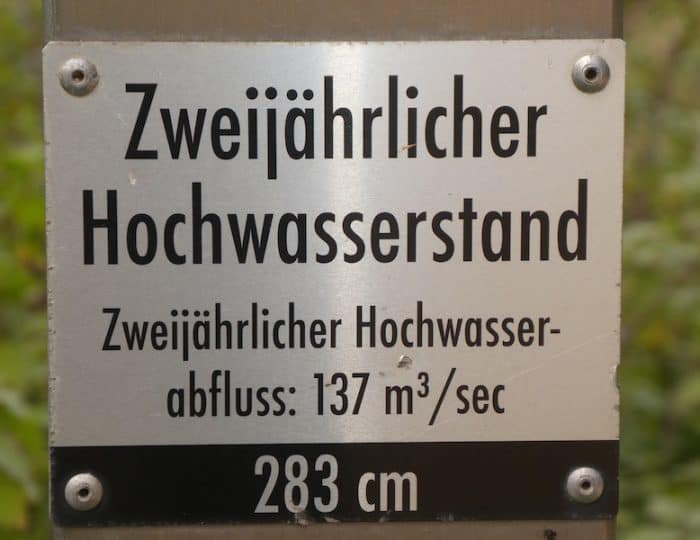 Zweijährlicher
Hochwasserstand
Zweijährlicher Hochwasser-
abfluss: 137 m³/sec
283 cm